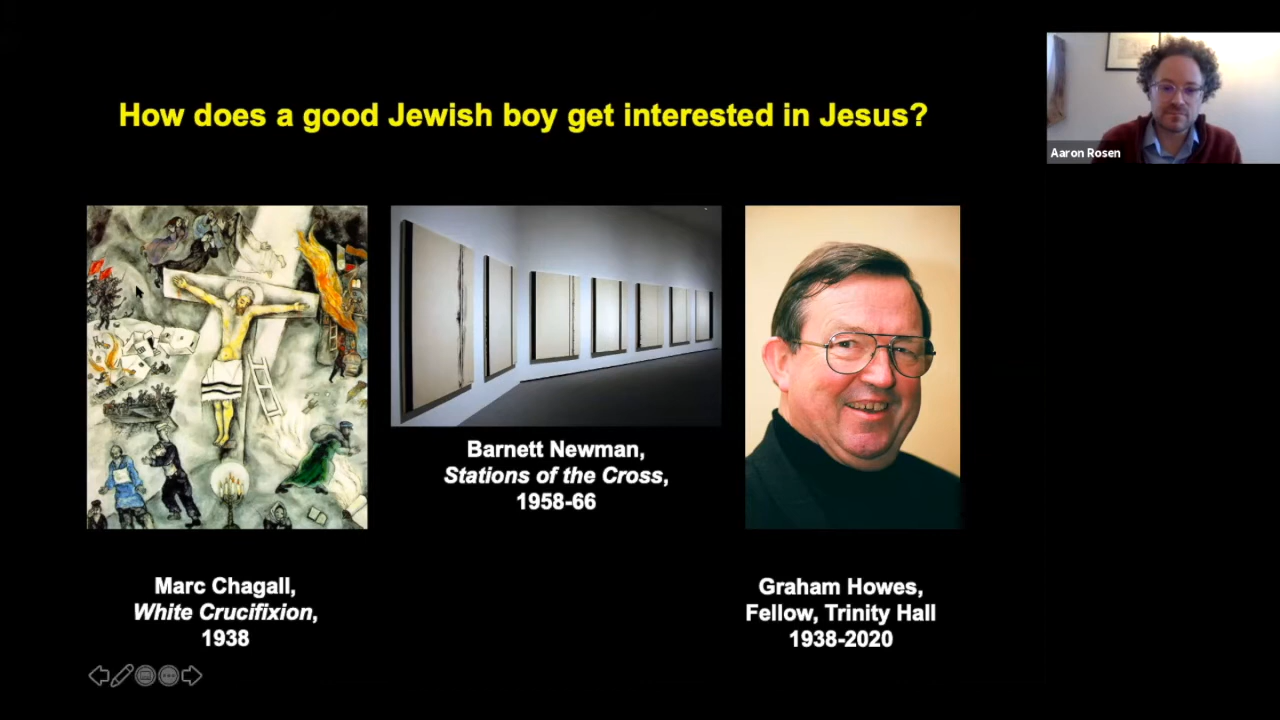 How does a good Jewish boy get interested in Jesus?
Aaron Rosen
Barnett Newman,
Stations of the Cross,
1958-66
Marc Chagall,
White Crucifixion,
1938
Graham Howes,
Fellow, Trinity Hall
1938-2020